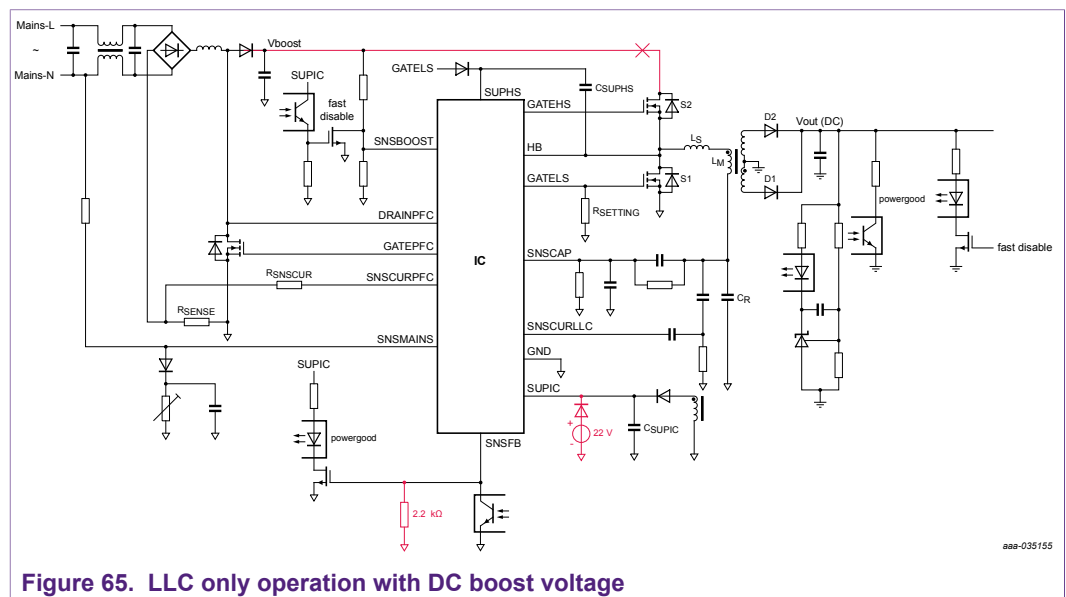 Mains-L
~
Mains-N
Vboost
SUPIC
fast
disable
GATELS
SUPHS
CSUPHS
GATEHS
S2
SNSBOOST
HB
LS
LM
D2
Vout (DC)
GATELS
S1
D1
RSETTING
powergood
fast disable
DRAINPFC
GATEPFC
IC
SNSCAP
SNSCURPFC
RSNSCUR
RSENSE
CR
SNSCURLLC
SNSMAINS
GND
SUPIC
SUPIC
+
-
22 V
CSUPIC
powergood
SNSFB
2.2 kΩ
aaa-035155
Figure 65. LLC only operation with DC boost voltage